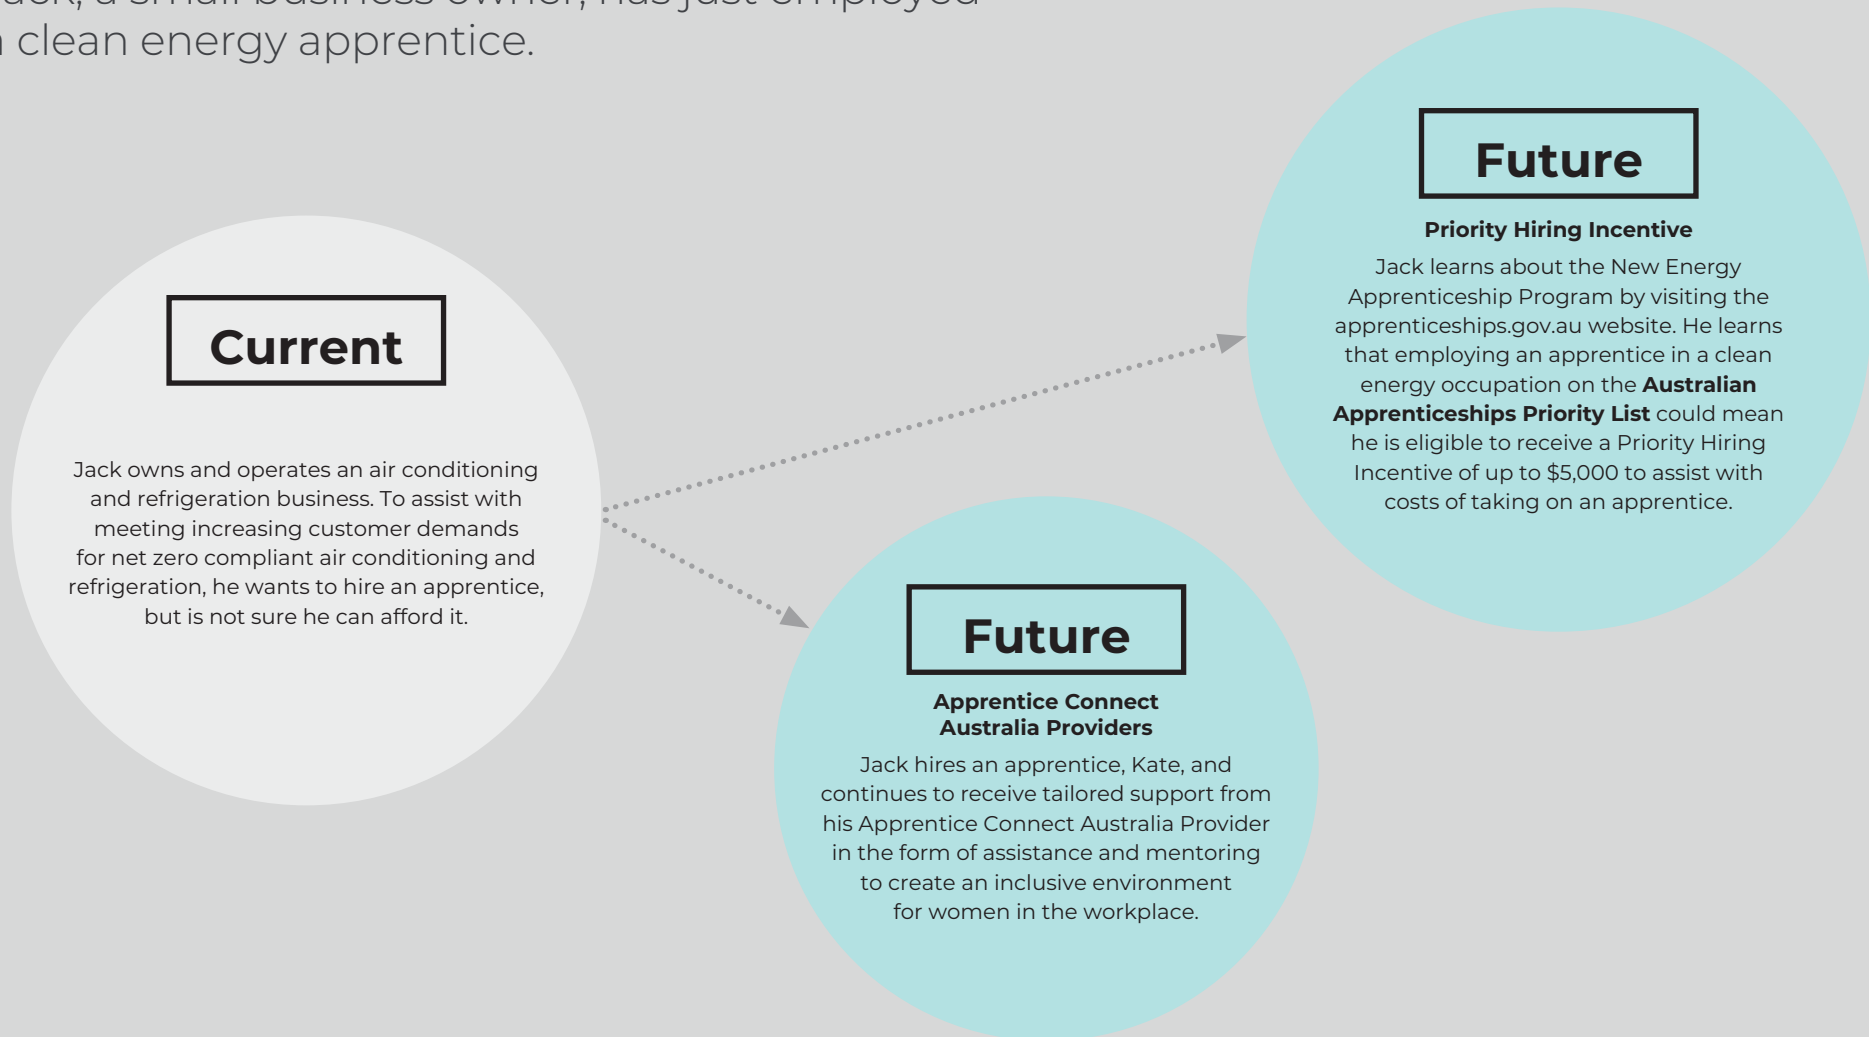 a small business owner, has just employed
clean energy apprentice.
Current
Jack owns and operates an air conditioning
and refrigeration business. To assist with
meeting increasing customer demands
for net zero compliant air conditioning and
refrigeration, he wants to hire an apprentice,
but is not sure he can afford it.
Future
Priority Hiring Incentive
Jack learns about the New Energy
Apprenticeship Program by visiting the
apprenticeships.gov.au website. He learns
that employing an apprentice in a clean
energy occupation on the Australian
Apprenticeships Priority List could mean
he is eligible to receive a Priority Hiring
Incentive of up to $5,000 to assist with
costs of taking on an apprentice.
Future
Apprentice Connect
Australia Providers
Jack hires an apprentice, Kate, and
continues to receive tailored support from
his Apprentice Connect Australia Provider
in the form of assistance and mentoring
to create an inclusive environment
for women in the workplace.